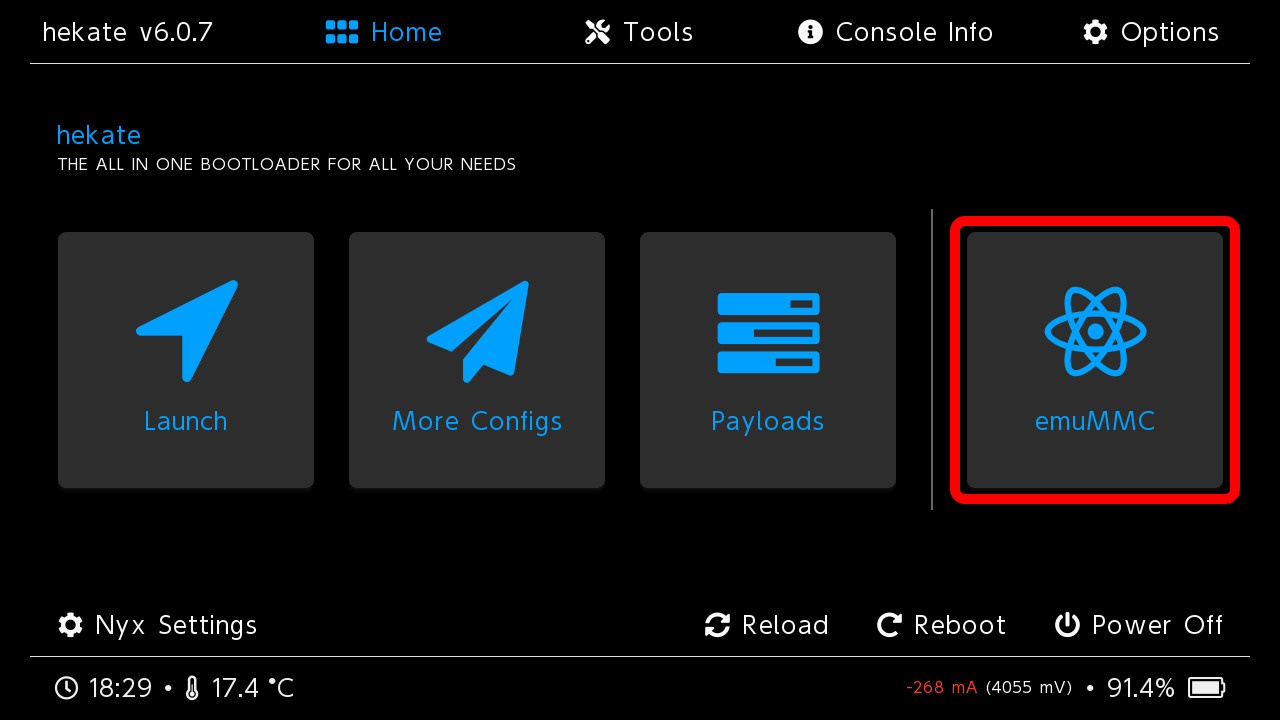 hekate v6.0.7 Home Tools Console Info Options
hekate
THE ALL IN ONE BOOTLOADER FOR ALL YOUR NEEDS
Launch More Configs Payloads emuMMC
Nyx Settings Reload Reboot Power Off
18:29 • 17.4 °C -268 mA (4055 mV) • 91.4%